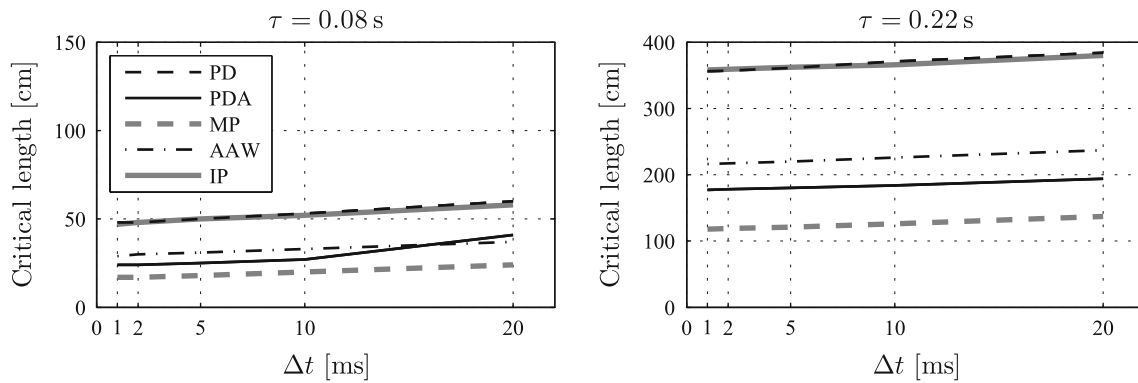 τ = 0.08 s
150
100
50
0
Critical length [cm]
PD
PDA
MP
AAW
IP
0 1 2 5 10 20
Δt [ms]
τ = 0.22 s
400
300
200
100
0
Critical length [cm]
0 1 2 5 10 20
Δt [ms]